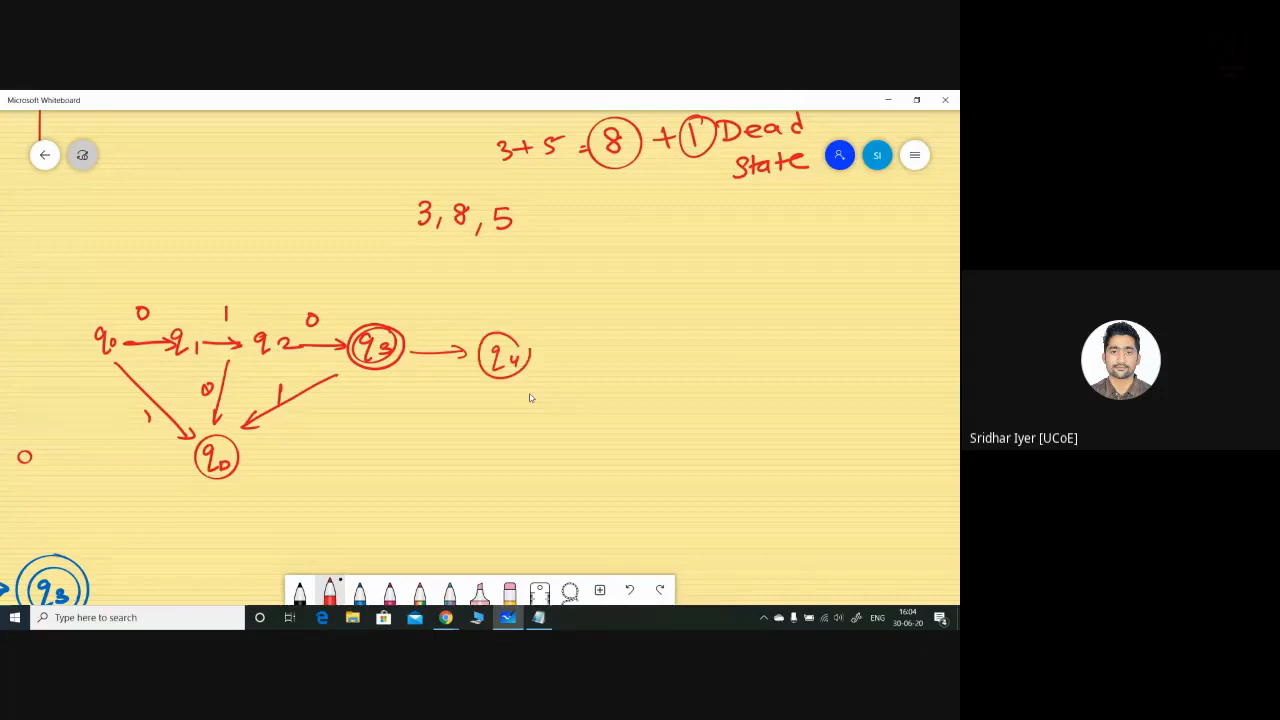 Microsoft Whiteboard
3 + 5 = 8 + 1 Dead
State
SI
3, 8, 5
0 1 0
q0 q1 q2 q3 q4
1 0 1
qD
0
q3
Sridhar Iyer [UCoE]
Type here to search
ENG
16:04
30-06-20
4